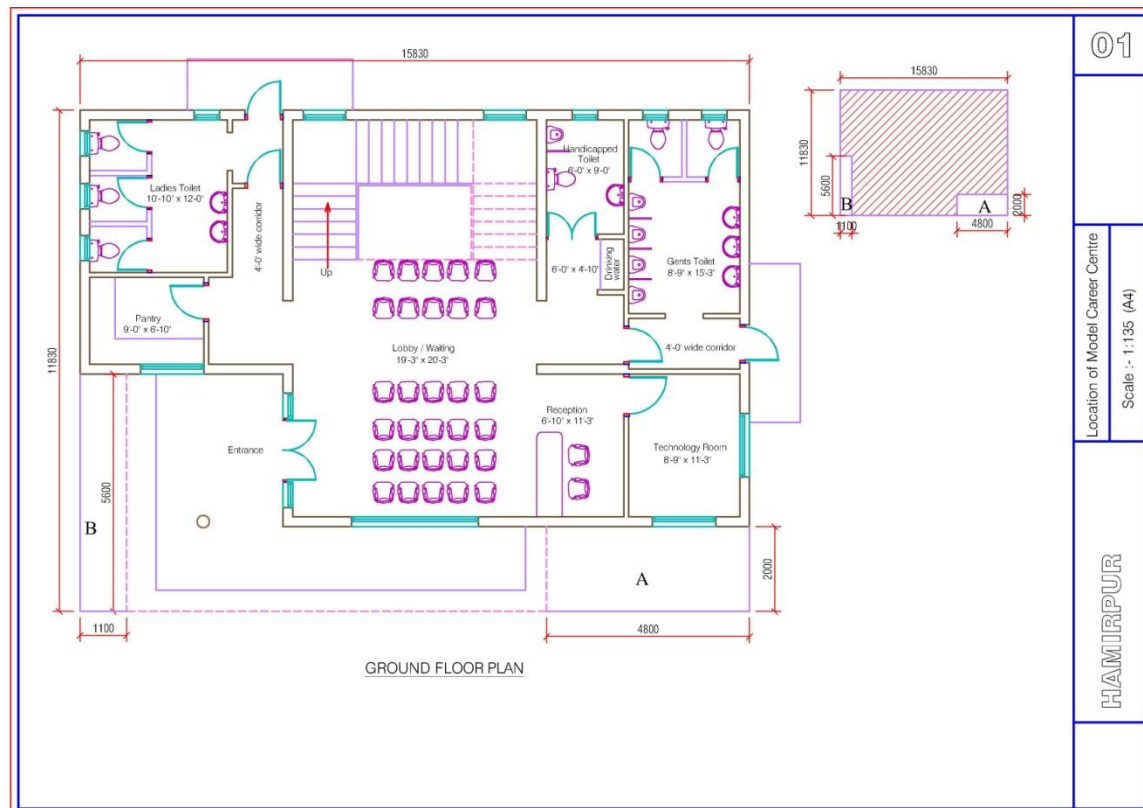 15830
11830
Ladies Toilet
10'-10" x 12'-0"
4'-0" wide corridor
Up
Handicapped
Toilet
6'-0" x 9'-0"
6'-0" x 4'-10"
Drinking
water
Gents Toilet
8'-9" x 15'-3"
Pantry
9'-0" x 6'-10"
Lobby / Waiting
19'-3" x 20'-3"
4'-0" wide corridor
Reception
6'-10" x 11'-3"
Technology Room
8'-9" x 11'-3"
Entrance
5600
B
A
2000
1100
4800
GROUND FLOOR PLAN
15830
11830
5600
B
A
2000
1100
4800
01
Location of Model Career Centre
Scale :- 1:135 (A4)
HAMIRPUR